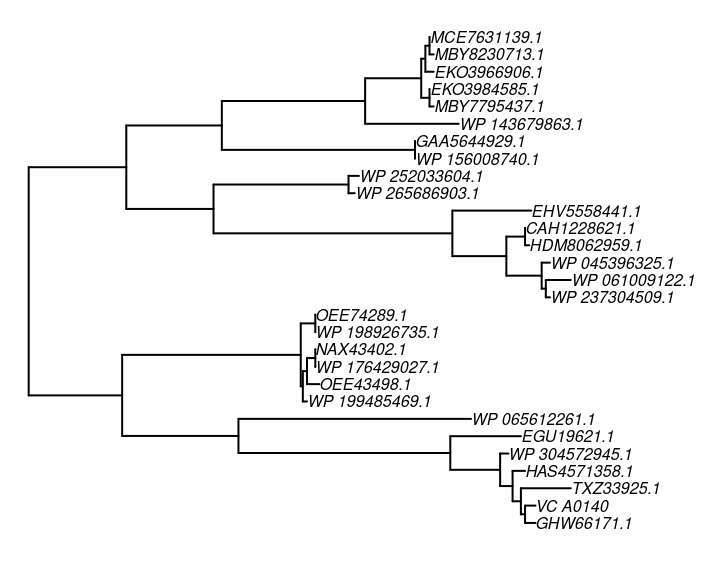 MCE7631139.1
MBY8230713.1
EKO3966906.1
EKO3984585.1
MBY7795437.1
WP 143679863.1
GAA5644929.1
WP 156008740.1
WP 252033604.1
WP 265686903.1
EHV5558441.1
CAH1228621.1
HDM8062959.1
WP 045396325.1
WP 061009122.1
WP 237304509.1
OEE74289.1
WP 198926735.1
NAX43402.1
WP 176429027.1
OEE43498.1
WP 199485469.1
WP 065612261.1
EGU19621.1
WP 304572945.1
HAS4571358.1
TXZ33925.1
VC A0140
GHW66171.1